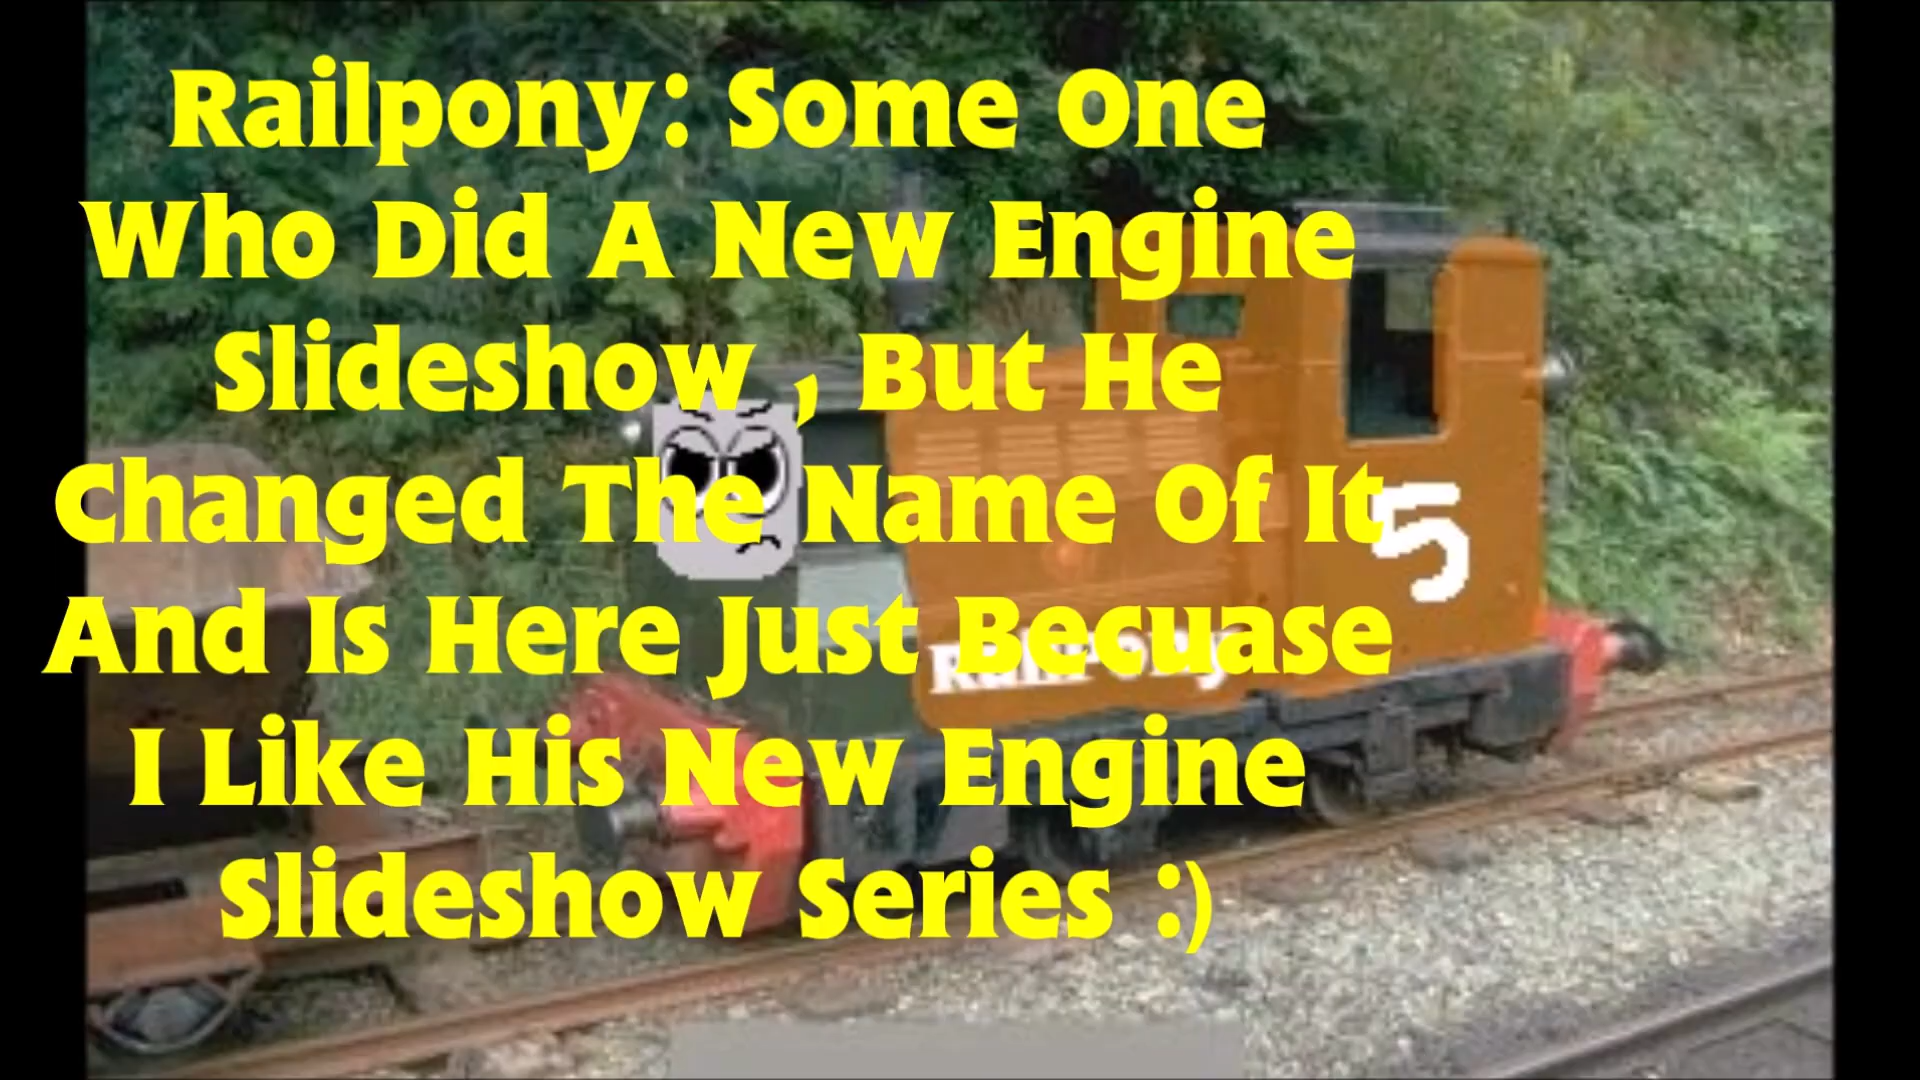 Railpony: Some One
Who Did A New Engine
Slideshow , But He
Changed The Name Of It
And Is Here Just Becuase
I Like His New Engine
Slideshow Series :)
5
RailPony